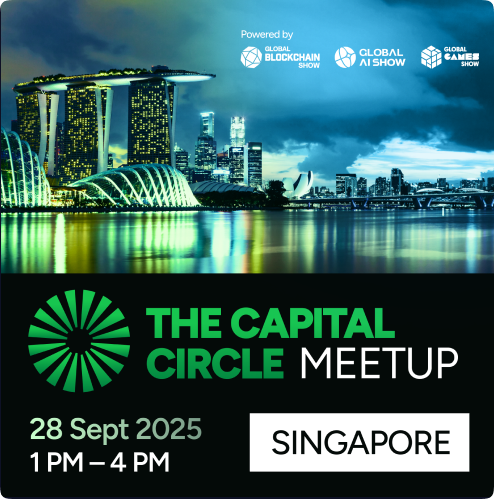 Powered by
GLOBAL
BLOCKCHAIN
SHOW
GLOBAL
AI SHOW
GLOBAL
GAMES
SHOW
THE CAPITAL
CIRCLE MEETUP
28 Sept 2025
1 PM – 4 PM
SINGAPORE